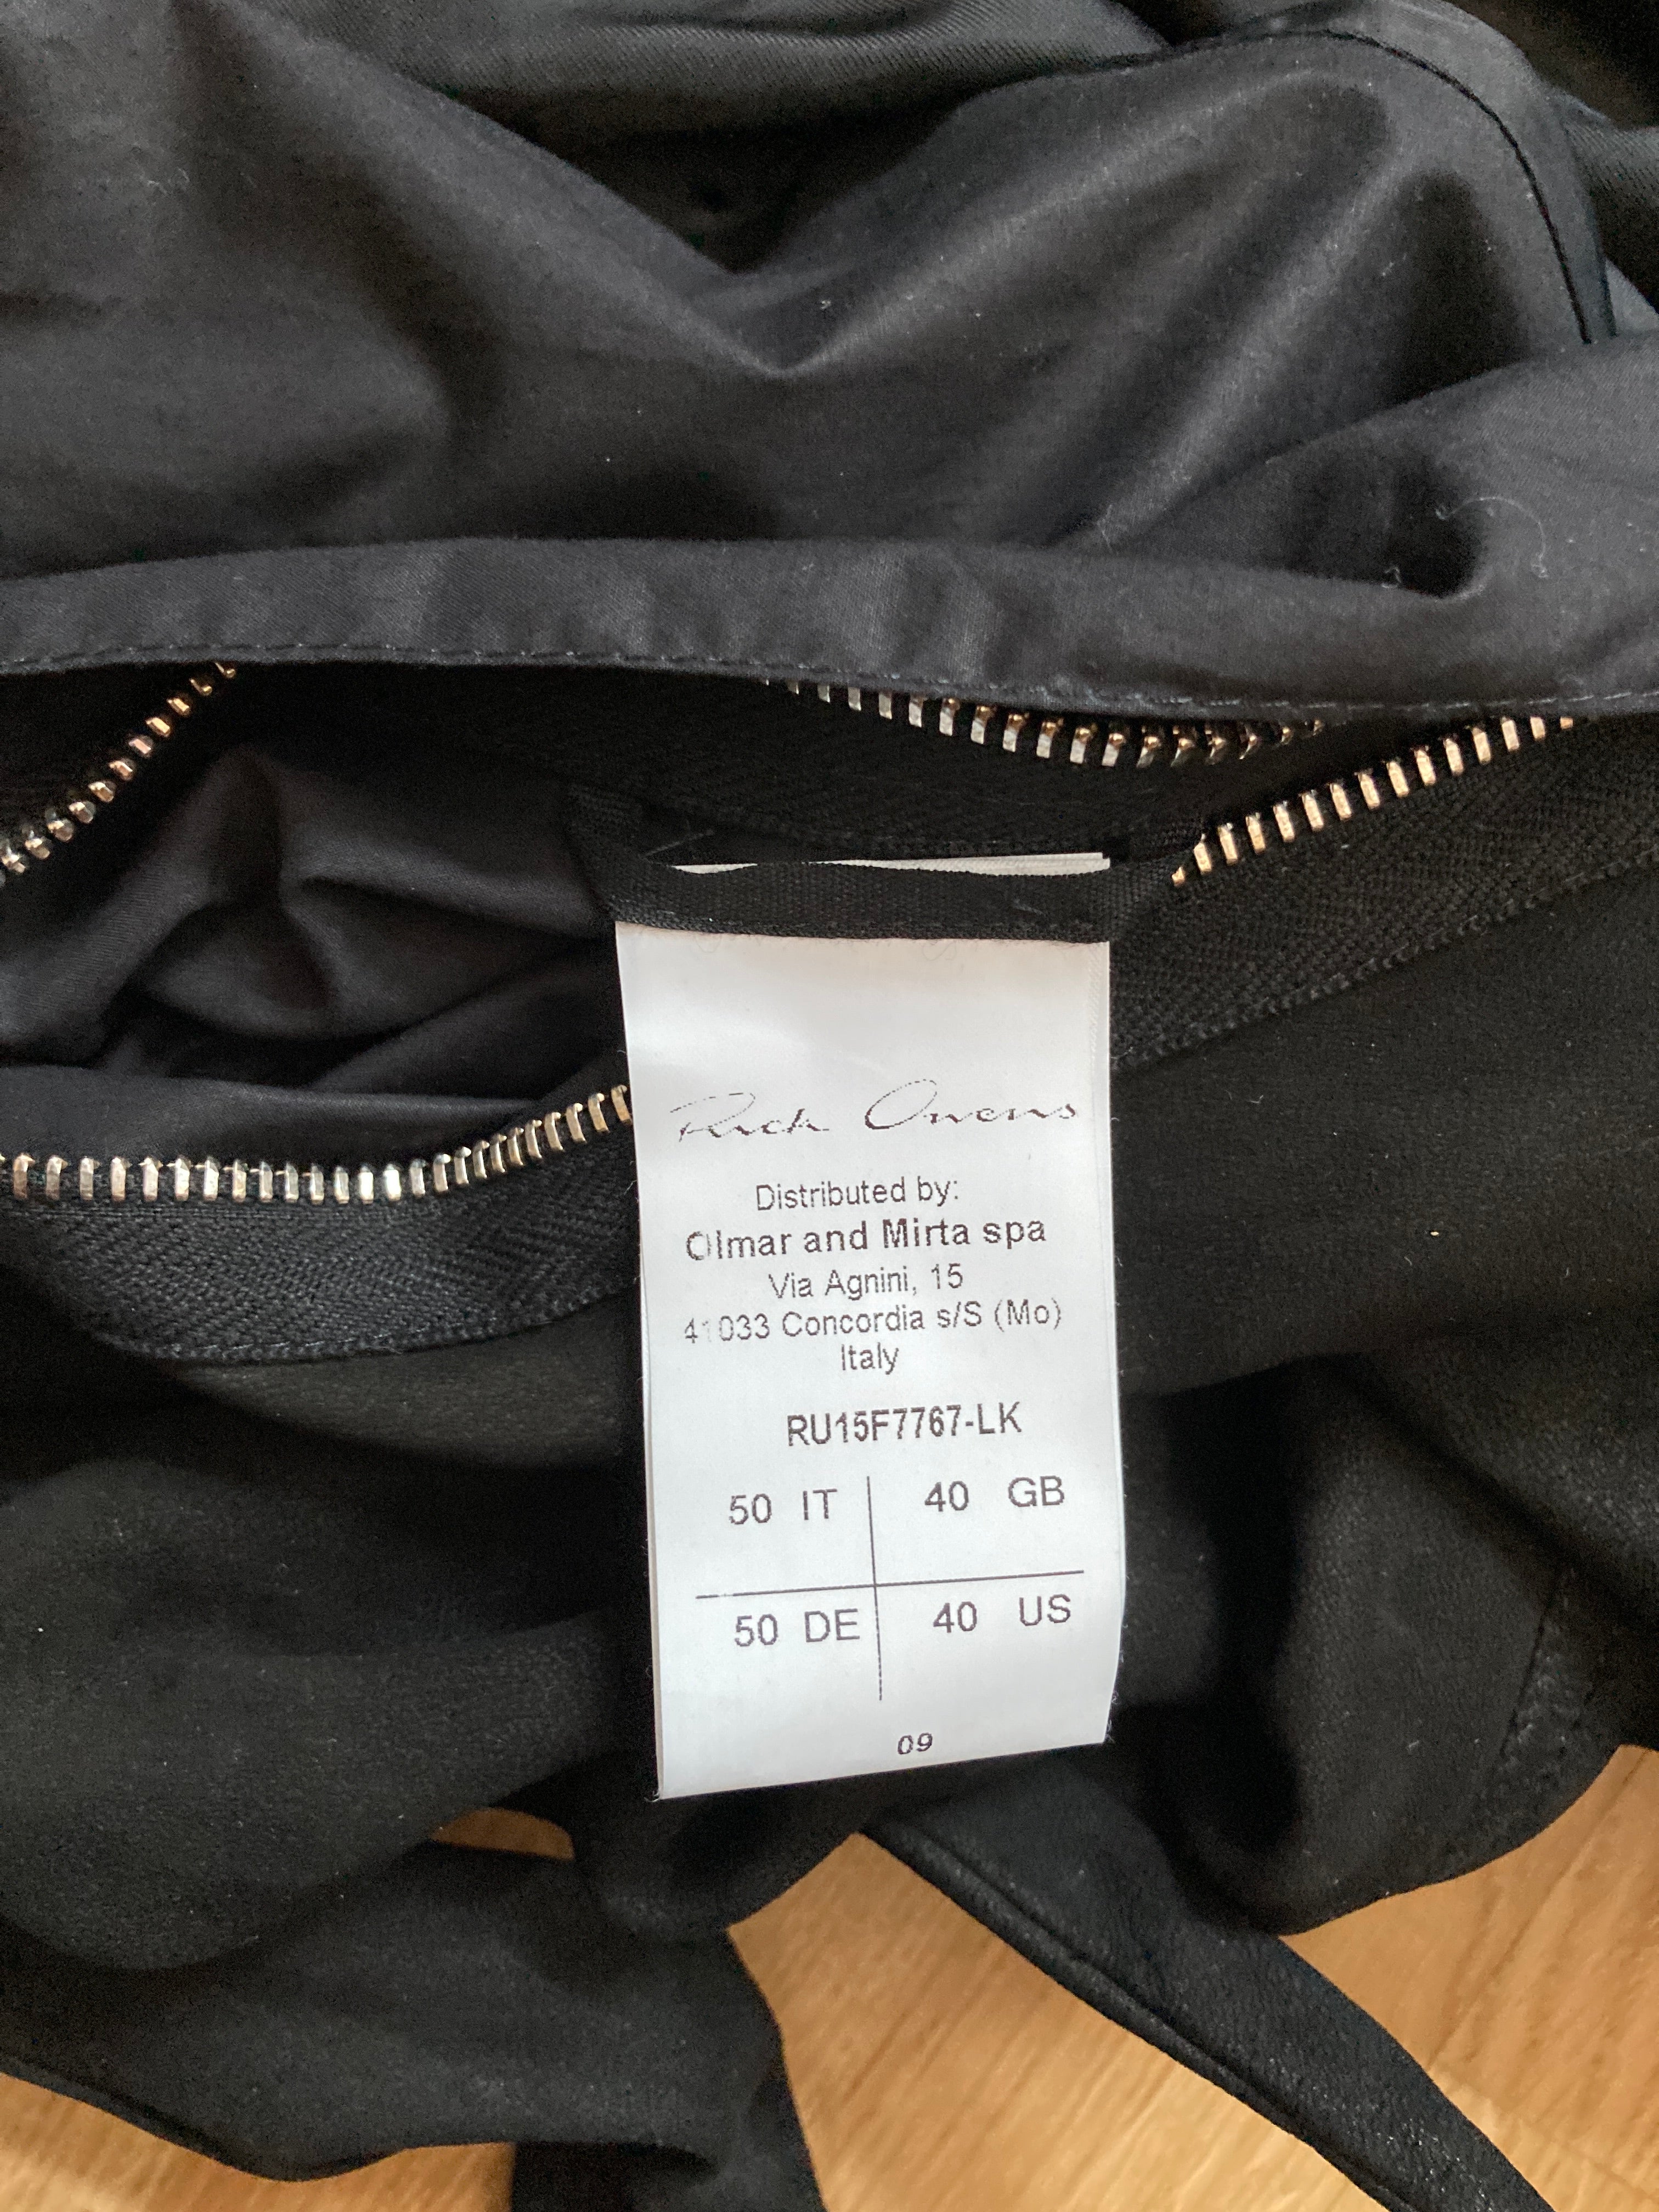 Rick Owens
Distributed by:
Olmar and Mirta spa
Via Agnini, 15
41033 Concordia s/S (Mo)
Italy
RU15F7767-LK
50 IT 40 GB
50 DE 40 US
09